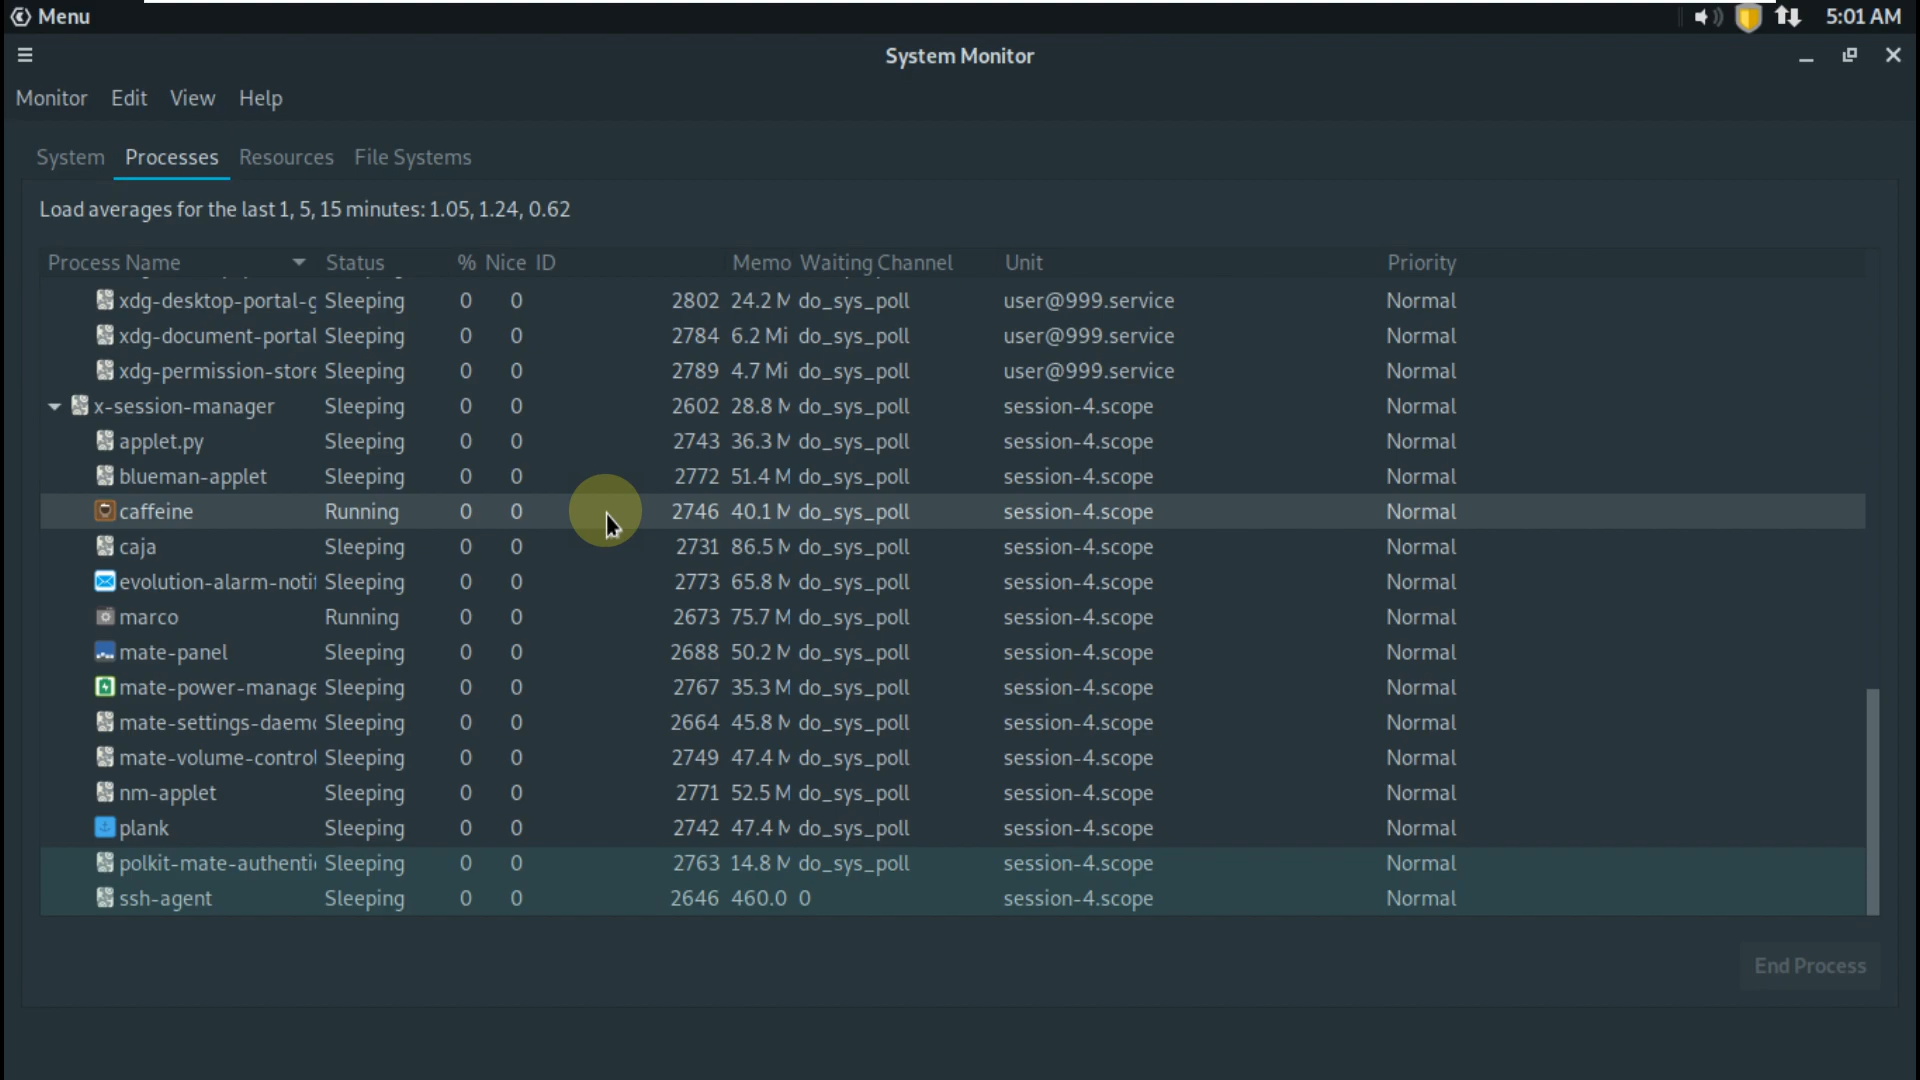 Menu 5:01 AM
System Monitor
Monitor Edit View Help
System Processes Resources File Systems
Load averages for the last 1, 5, 15 minutes: 1.05, 1.24, 0.62
Process Name Status % Nice ID Memo Waiting Channel Unit Priority
xdg-desktop-portal-g Sleeping 0 0 2802 24.2 M do_sys_poll user@999.service Normal
xdg-document-portal Sleeping 0 0 2784 6.2 Mi do_sys_poll user@999.service Normal
xdg-permission-store Sleeping 0 0 2789 4.7 Mi do_sys_poll user@999.service Normal
x-session-manager Sleeping 0 0 2602 28.8 M do_sys_poll session-4.scope Normal
applet.py Sleeping 0 0 2743 36.3 M do_sys_poll session-4.scope Normal
blueman-applet Sleeping 0 0 2772 51.4 M do_sys_poll session-4.scope Normal
caffeine Running 0 0 2746 40.1 M do_sys_poll session-4.scope Normal
caja Sleeping 0 0 2731 86.5 M do_sys_poll session-4.scope Normal
evolution-alarm-notif Sleeping 0 0 2773 65.8 M do_sys_poll session-4.scope Normal
marco Running 0 0 2673 75.7 M do_sys_poll session-4.scope Normal
mate-panel Sleeping 0 0 2688 50.2 M do_sys_poll session-4.scope Normal
mate-power-manage Sleeping 0 0 2767 35.3 M do_sys_poll session-4.scope Normal
mate-settings-daemo Sleeping 0 0 2664 45.8 M do_sys_poll session-4.scope Normal
mate-volume-control Sleeping 0 0 2749 47.4 M do_sys_poll session-4.scope Normal
nm-applet Sleeping 0 0 2771 52.5 M do_sys_poll session-4.scope Normal
plank Sleeping 0 0 2742 47.4 M do_sys_poll session-4.scope Normal
polkit-mate-authentic Sleeping 0 0 2763 14.8 M do_sys_poll session-4.scope Normal
ssh-agent Sleeping 0 0 2646 460.0 0 session-4.scope Normal
End Process